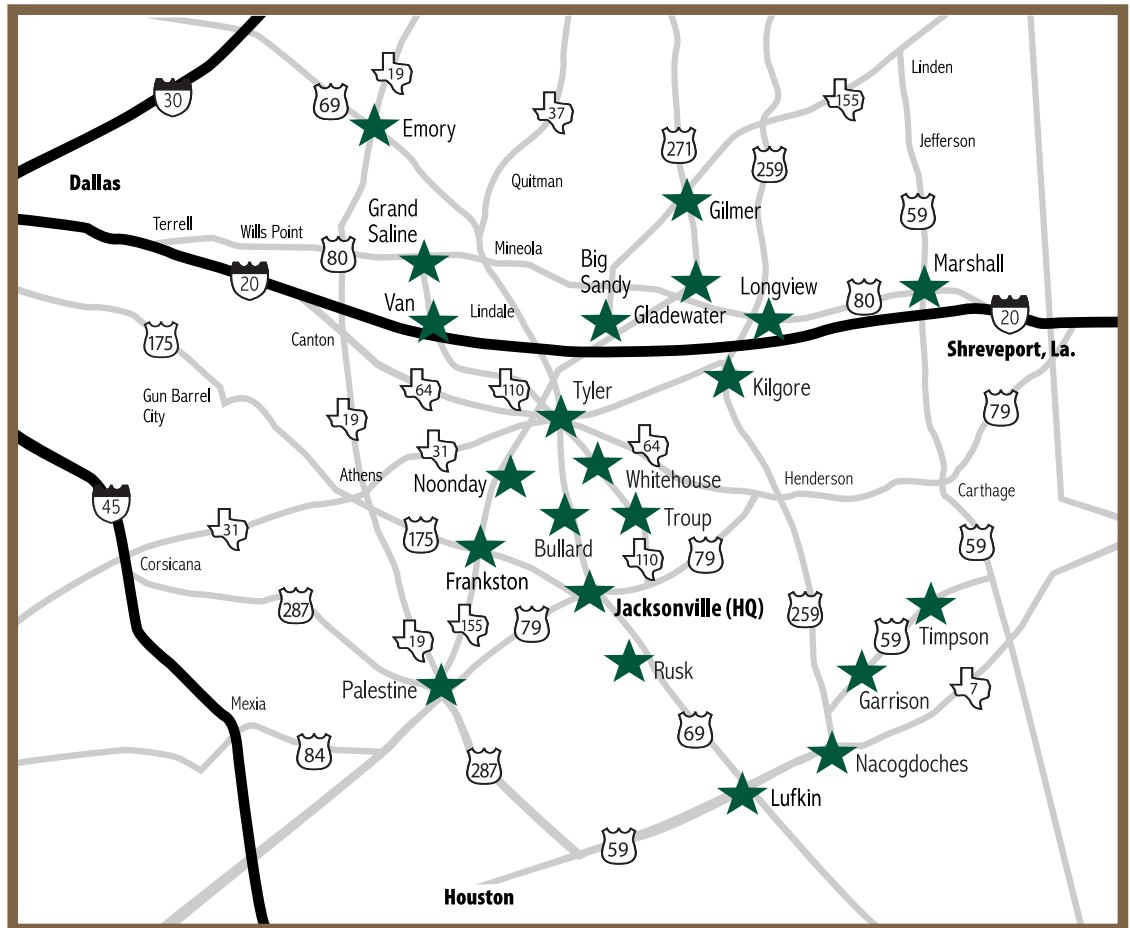 19
Linden
30
69
155
37
Emory
271
Jefferson
259
Quitman
Dallas
Grand
Saline
Gilmer
59
Terrell
Wills Point
80
Mineola
Big
Sandy
Marshall
20
Longview
80
Van
Lindale
Gladewater
20
175
Canton
Shreveport, La.
64
110
Tyler
Kilgore
Gun Barrel
City
19
79
31
64
Athens
Noonday
Whitehouse
Henderson
Carthage
45
31
175
Bullard
Troup
Corsicana
110
79
59
Frankston
287
Jacksonville (HQ)
259
155
79
19
59
Timpson
Rusk
Palestine
7
Garrison
Mexia
69
84
287
Nacogdoches
Lufkin
59
Houston